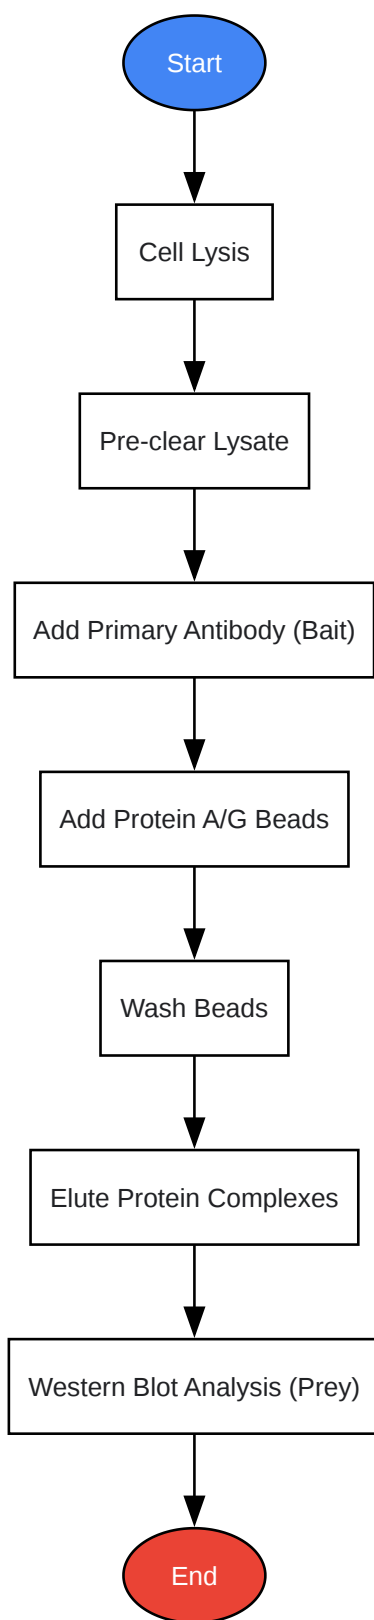 Start
Cell Lysis
Pre-clear Lysate
Add Primary Antibody (Bait)
Add Protein A/G Beads
Wash Beads
Elute Protein Complexes
Western Blot Analysis (Prey)
End